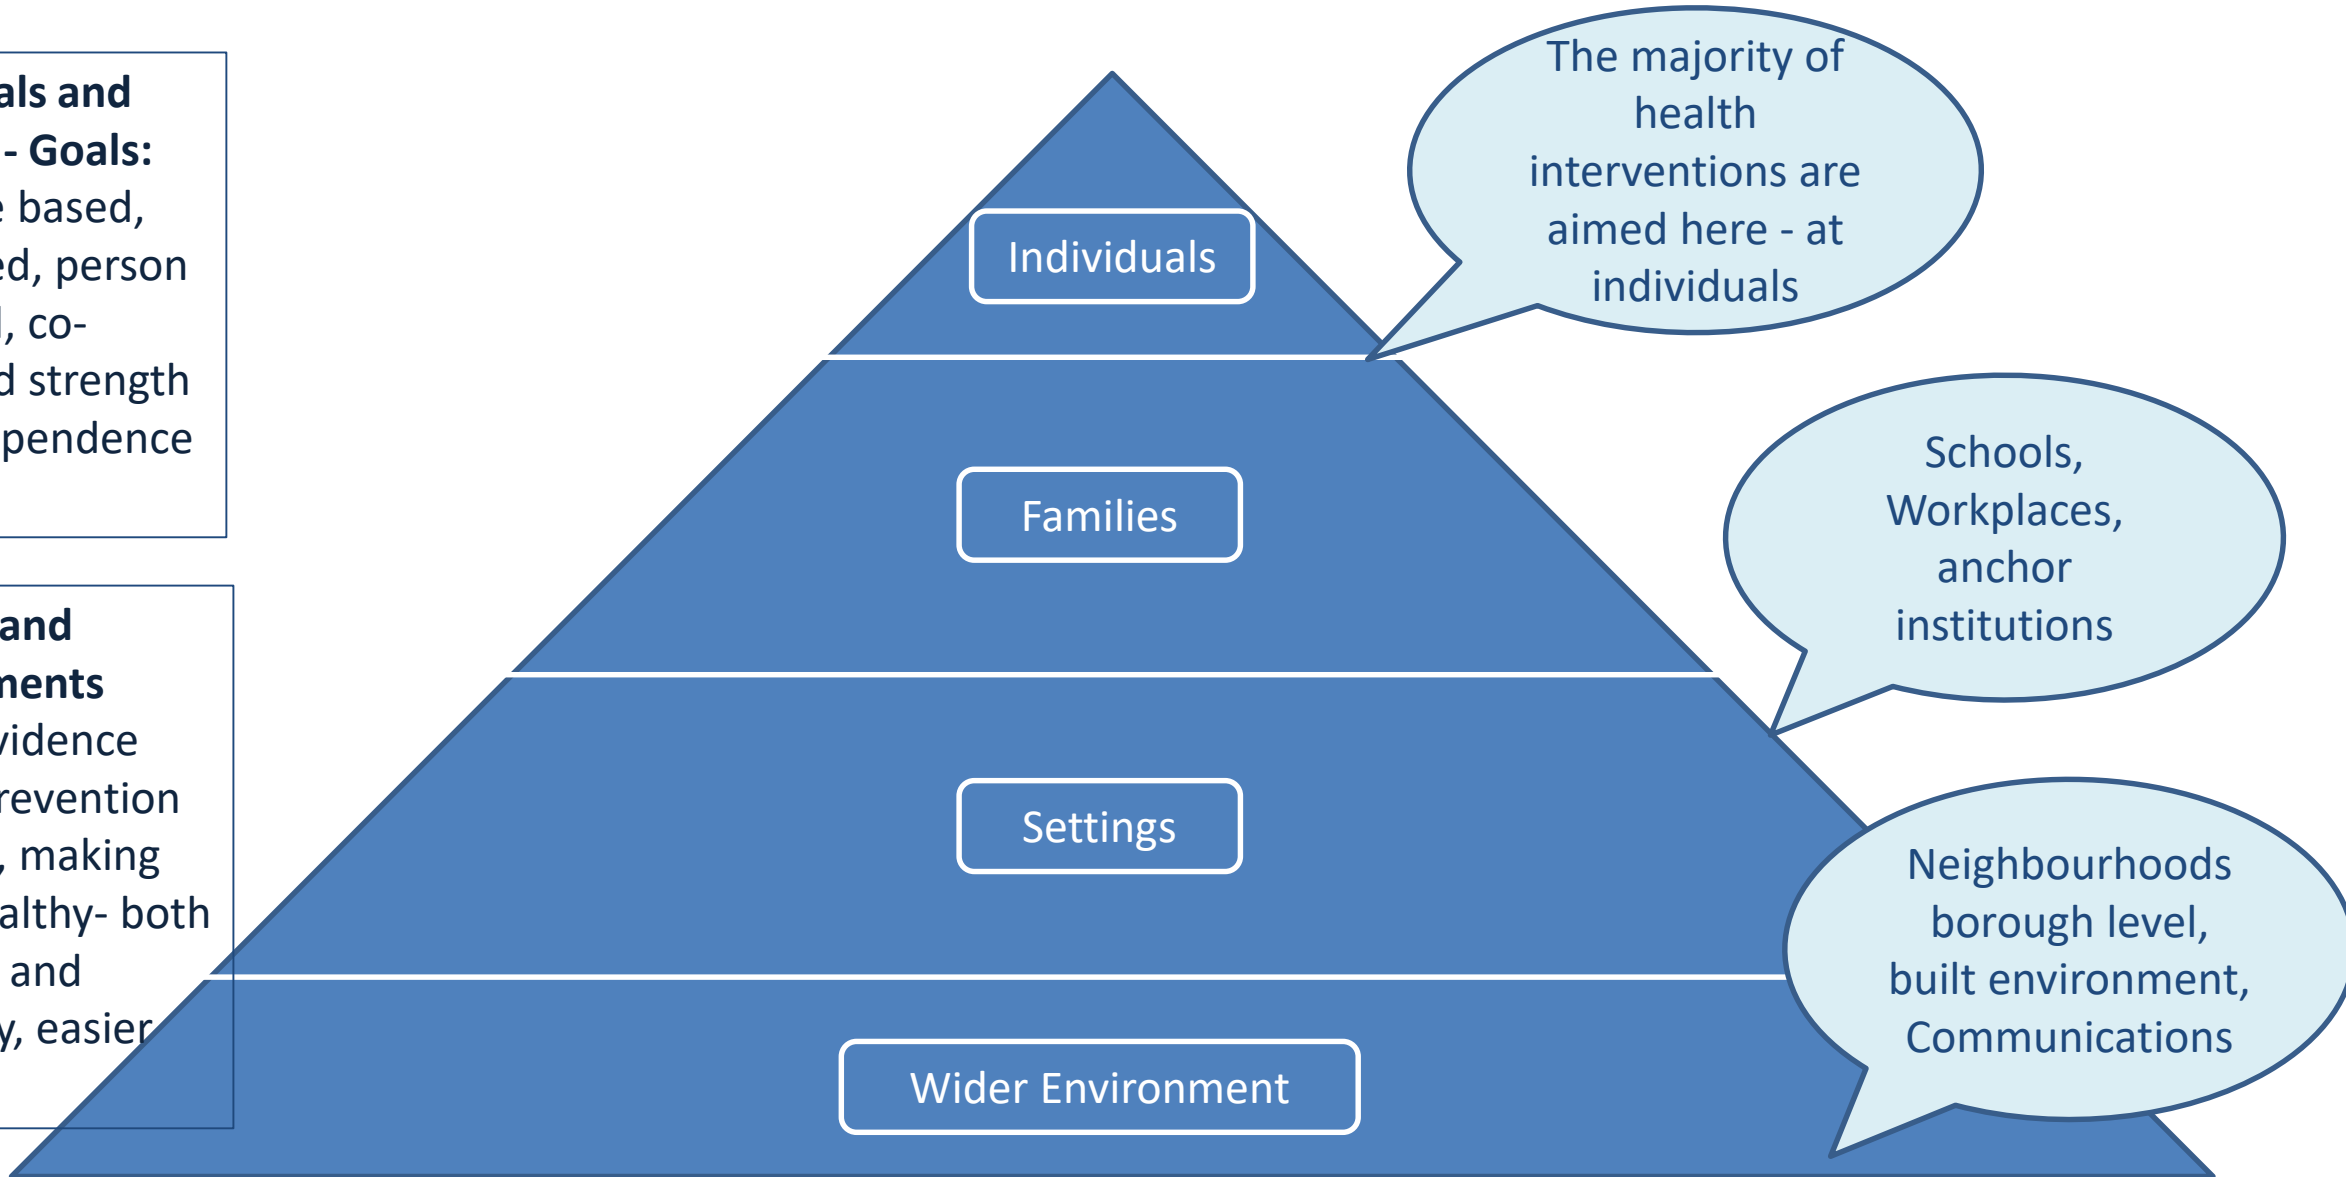 als and
- Goals:
e based,
ed, person
l, co-
d strength
pendence
and
ments
vidence
revention
, making
althy- both
and
y, easier
Individuals
Families
Settings
Wider Environment
The majority of
health
interventions are
aimed here - at
individuals
Schools,
Workplaces,
anchor
institutions
Neighbourhoods
borough level,
built environment,
Communications